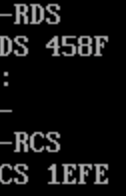 -RDS
DS 458F
:
_
-RCS
CS 1EFE